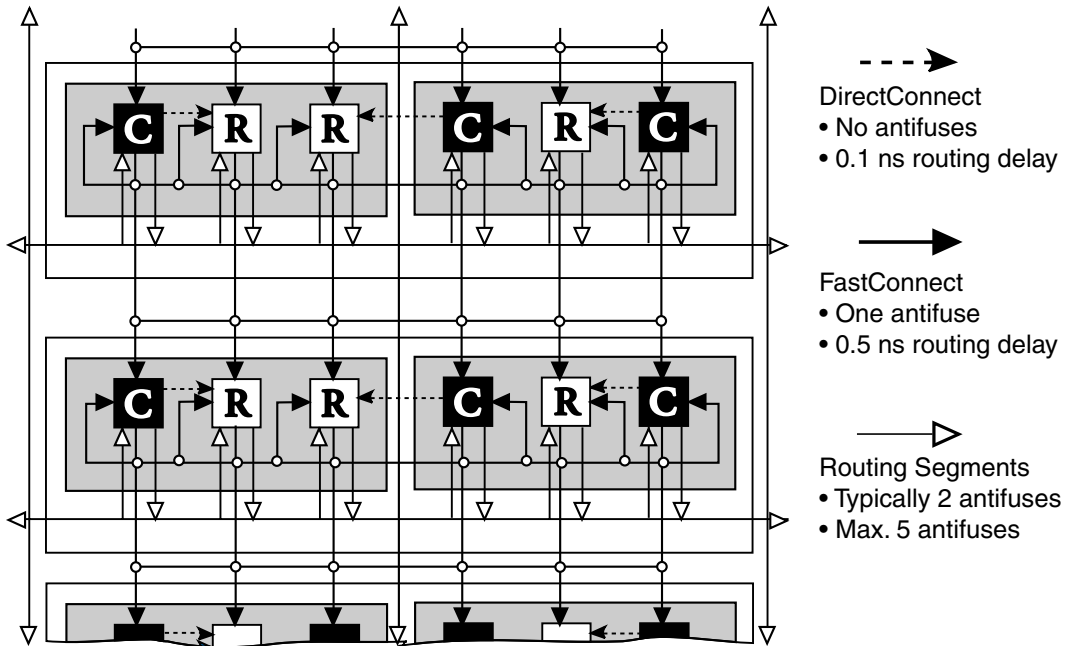 C R R C R C
DirectConnect
• No antifuses
• 0.1 ns routing delay
FastConnect
• One antifuse
• 0.5 ns routing delay
C R R C R C
Routing Segments
• Typically 2 antifuses
• Max. 5 antifuses